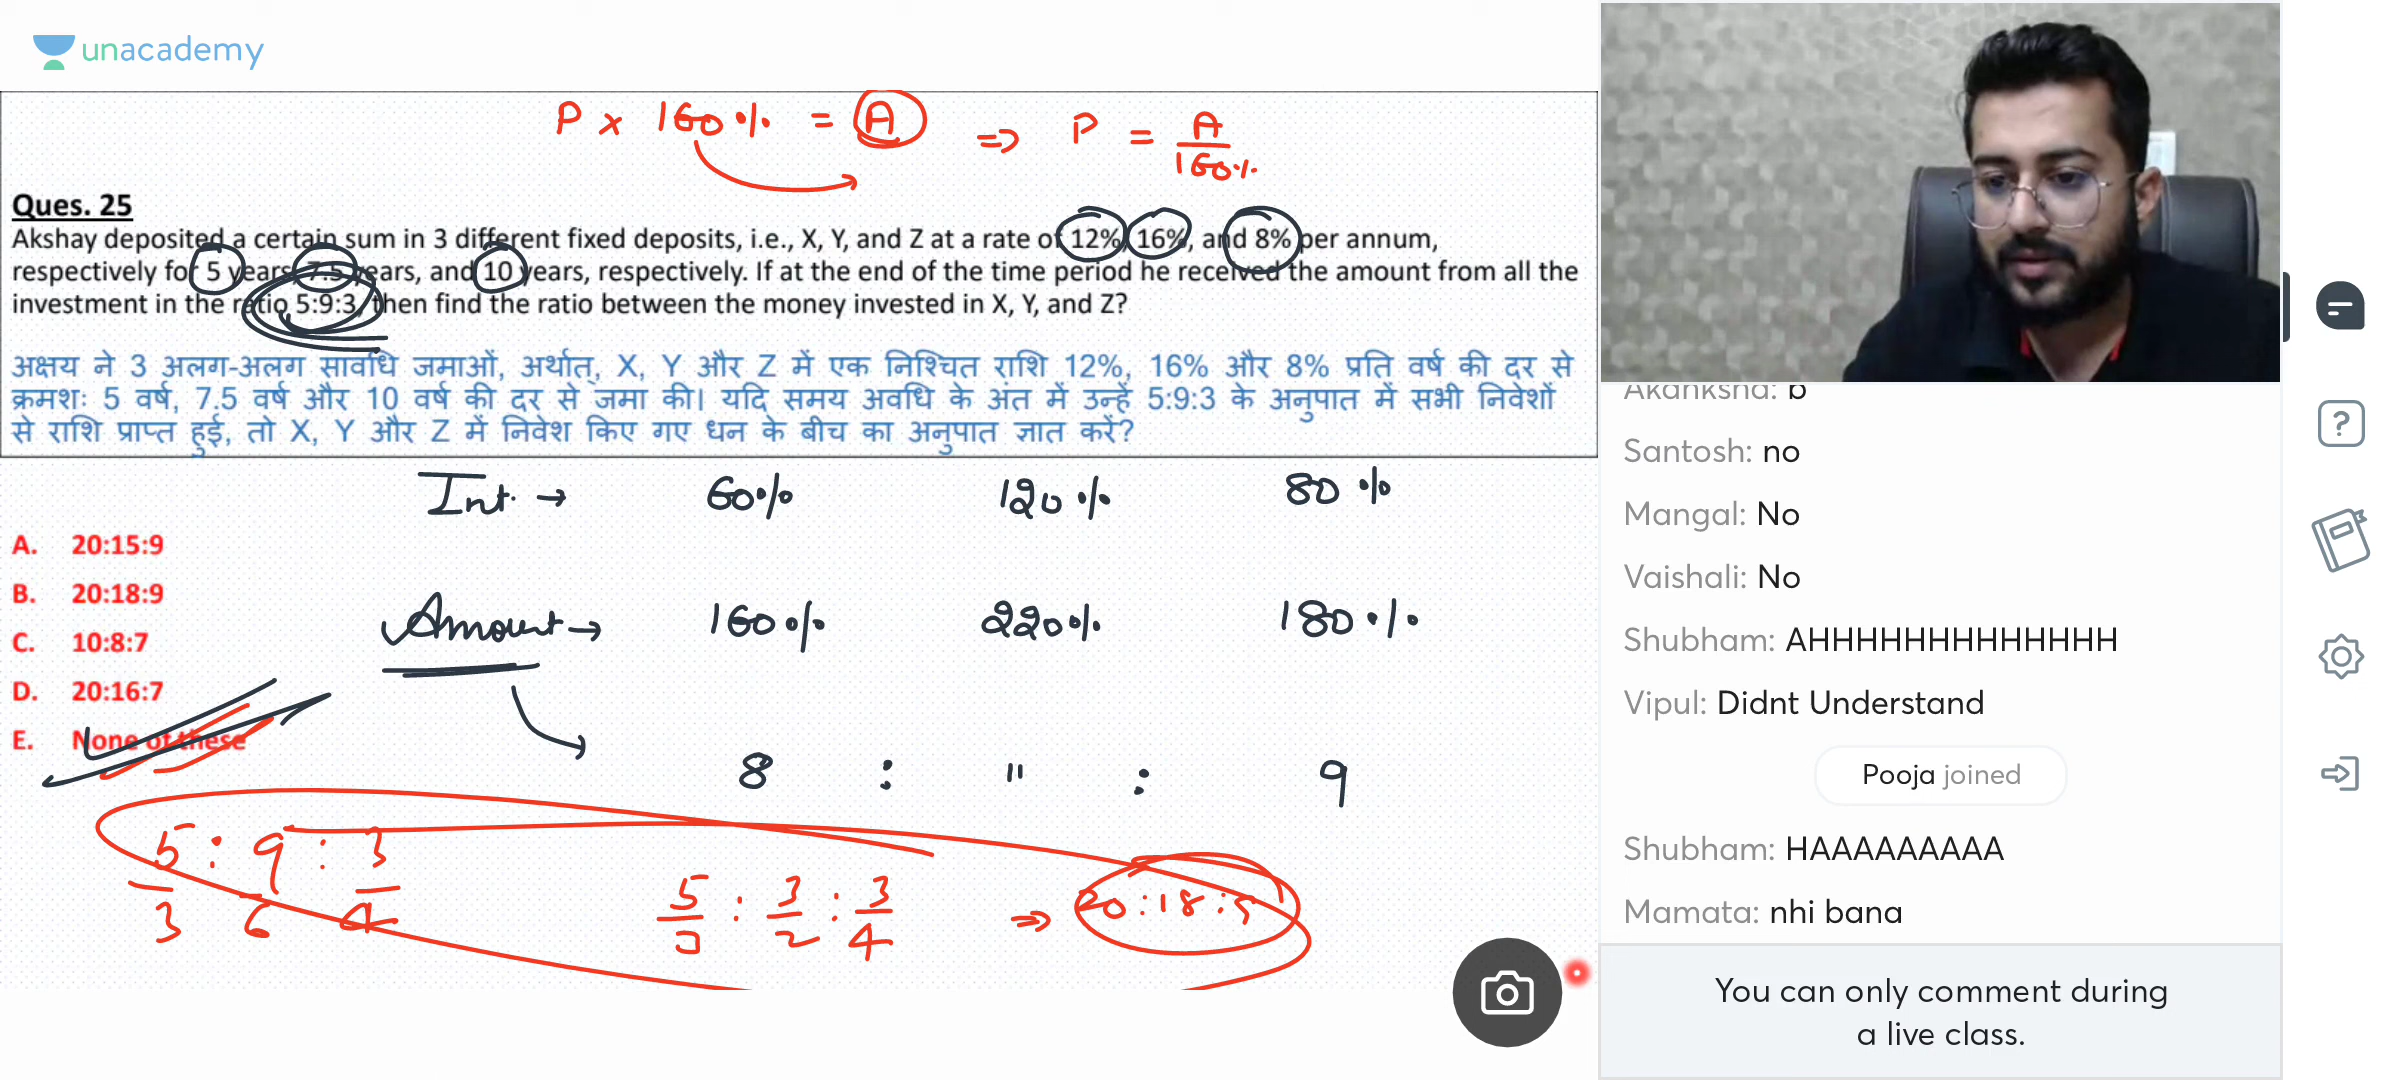 unacademy
P x 160% = A => P = A / 160%
Ques. 25
Akshay deposited a certain sum in 3 different fixed deposits, i.e., X, Y, and Z at a rate of 12%, 16%, and 8% per annum,
respectively for 5 years, 7.5 years, and 10 years, respectively. If at the end of the time period he received the amount from all the
investment in the ratio 5:9:3, then find the ratio between the money invested in X, Y, and Z?
अक्षय ने 3 अलग-अलग सावधि जमाओं, अर्थात्, X, Y और Z में एक निश्चित राशि 12%, 16% और 8% प्रति वर्ष की दर से
क्रमशः 5 वर्ष, 7.5 वर्ष और 10 वर्ष की दर से जमा की। यदि समय अवधि के अंत में उन्हें 5:9:3 के अनुपात में सभी निवेशों
से राशि प्राप्त हुई, तो X, Y और Z में निवेश किए गए धन के बीच का अनुपात ज्ञात करें?
Int. → 60% 120% 80%
A. 20:15:9
B. 20:18:9
Amount → 160% 220% 180%
C. 10:8:7
D. 20:16:7
E. None of these
8 : 11 : 9
5/3 : 9/6 : 3/4
5/3 : 3/2 : 3/4 => 20:18:9
Akanksha: b
Santosh: no
Mangal: No
Vaishali: No
Shubham: AHHHHHHHHHHHHH
Vipul: Didnt Understand
Pooja joined
Shubham: HAAAAAAAAA
Mamata: nhi bana
You can only comment during
a live class.